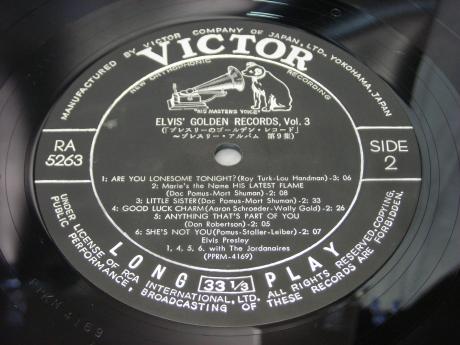 MANUFACTURED BY VICTOR COMPANY OF JAPAN, LTD. YOKOHAMA, JAPAN
VICTOR
NEW ORTHOPHONIC RECORDING
"HIS MASTER'S VOICE"
ELVIS' GOLDEN RECORDS, Vol. 3
(「プレスリーのゴールデン・レコード」
～プレスリー・アルバム 第9集)
RA
5263
SIDE
2
1: ARE YOU LONESOME TONIGHT? (Roy Turk-Lou Handman)-3; 06
2: Marie's the Name HIS LATEST FLAME
(Doc Pomus-Mort Shuman)-2: 08
3: LITTLE SISTER (Doc Pomus-Mort Shuman)-2: 33
4: GOOD LUCK CHARM (Aaron Schroeder-Wally Gold)-2: 24
5: ANYTHING THAT'S PART OF YOU
(Don Robertson)-2: 05
6: SHE'S NOT YOU (Pomus-Stoller-Leiber)-2: 07
Elvis Presley
1, 4, 5, 6. with The Jordanaires
(PPRM-4169)
LONG 33 1/3 PLAY
UNDER LICENSE OF RCA INTERNATIONAL, LTD. ALL RIGHTS RESERVED. COPYING,
PUBLIC PERFORMANCE, BROADCASTING OF THESE RECORDS ARE FORBIDDEN.